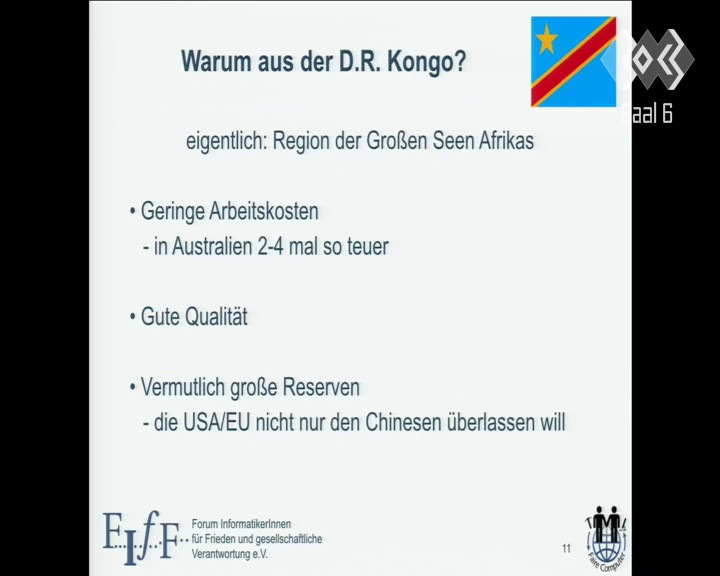 Warum aus der D.R. Kongo?
Saal 6
eigentlich: Region der Großen Seen Afrikas
• Geringe Arbeitskosten
- in Australien 2-4 mal so teuer
• Gute Qualität
• Vermutlich große Reserven
- die USA/EU nicht nur den Chinesen überlassen will
F..I..f..F..
Forum InformatikerInnen
für Frieden und gesellschaftliche
Verantwortung e.V.
11
Faire Computer